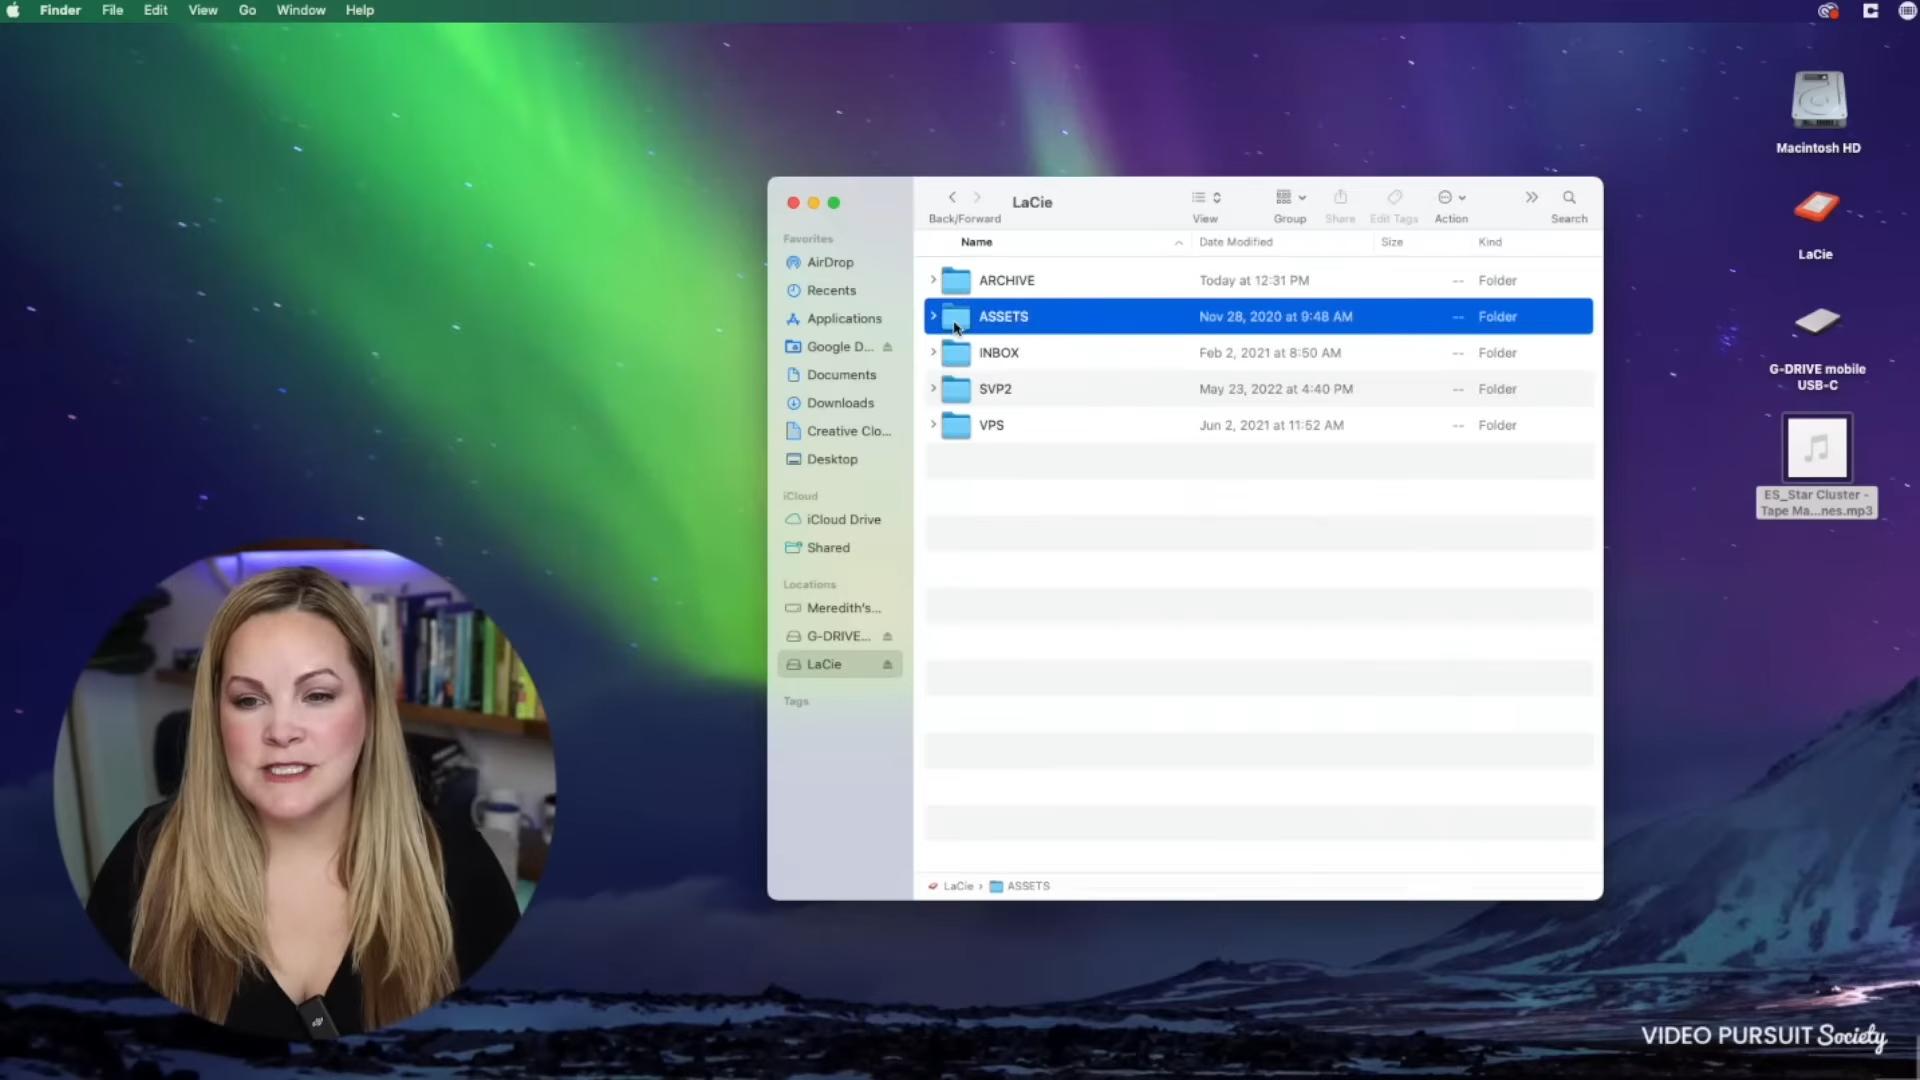 Finder File Edit View Go Window Help
Macintosh HD
LaCie
G-DRIVE mobile
USB-C
ES_Star Cluster -
Tape Ma...nes.mp3
LaCie
Back/Forward View Group Share Edit Tags Action Search
Favorites
AirDrop
Recents
Applications
Google D...
Documents
Downloads
Creative Clo...
Desktop
iCloud
iCloud Drive
Shared
Locations
Meredith's...
G-DRIVE...
LaCie
Tags
Name Date Modified Size Kind
ARCHIVE Today at 12:31 PM -- Folder
ASSETS Nov 28, 2020 at 9:48 AM -- Folder
INBOX Feb 2, 2021 at 8:50 AM -- Folder
SVP2 May 23, 2022 at 4:40 PM -- Folder
VPS Jun 2, 2021 at 11:52 AM -- Folder
LaCie › ASSETS
VIDEO PURSUIT Society